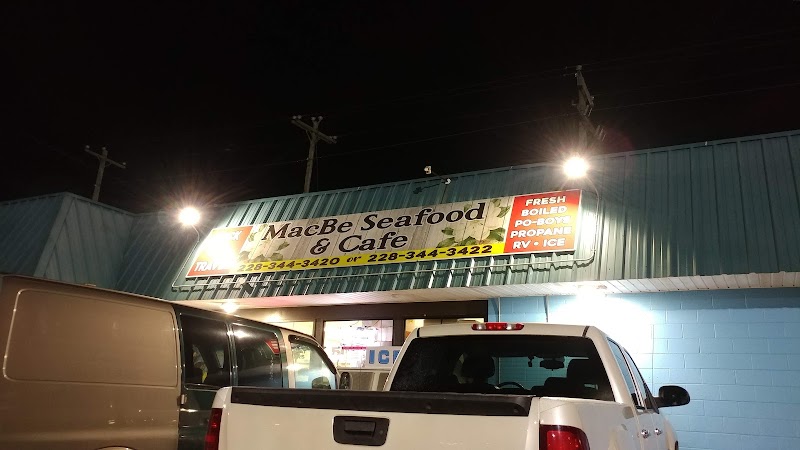 MacBe Seafood
& Cafe
228-344-3420 or 228-344-3422
FRESH
BOILED
PO-BOYS
PROPANE
RV • ICE
ICE